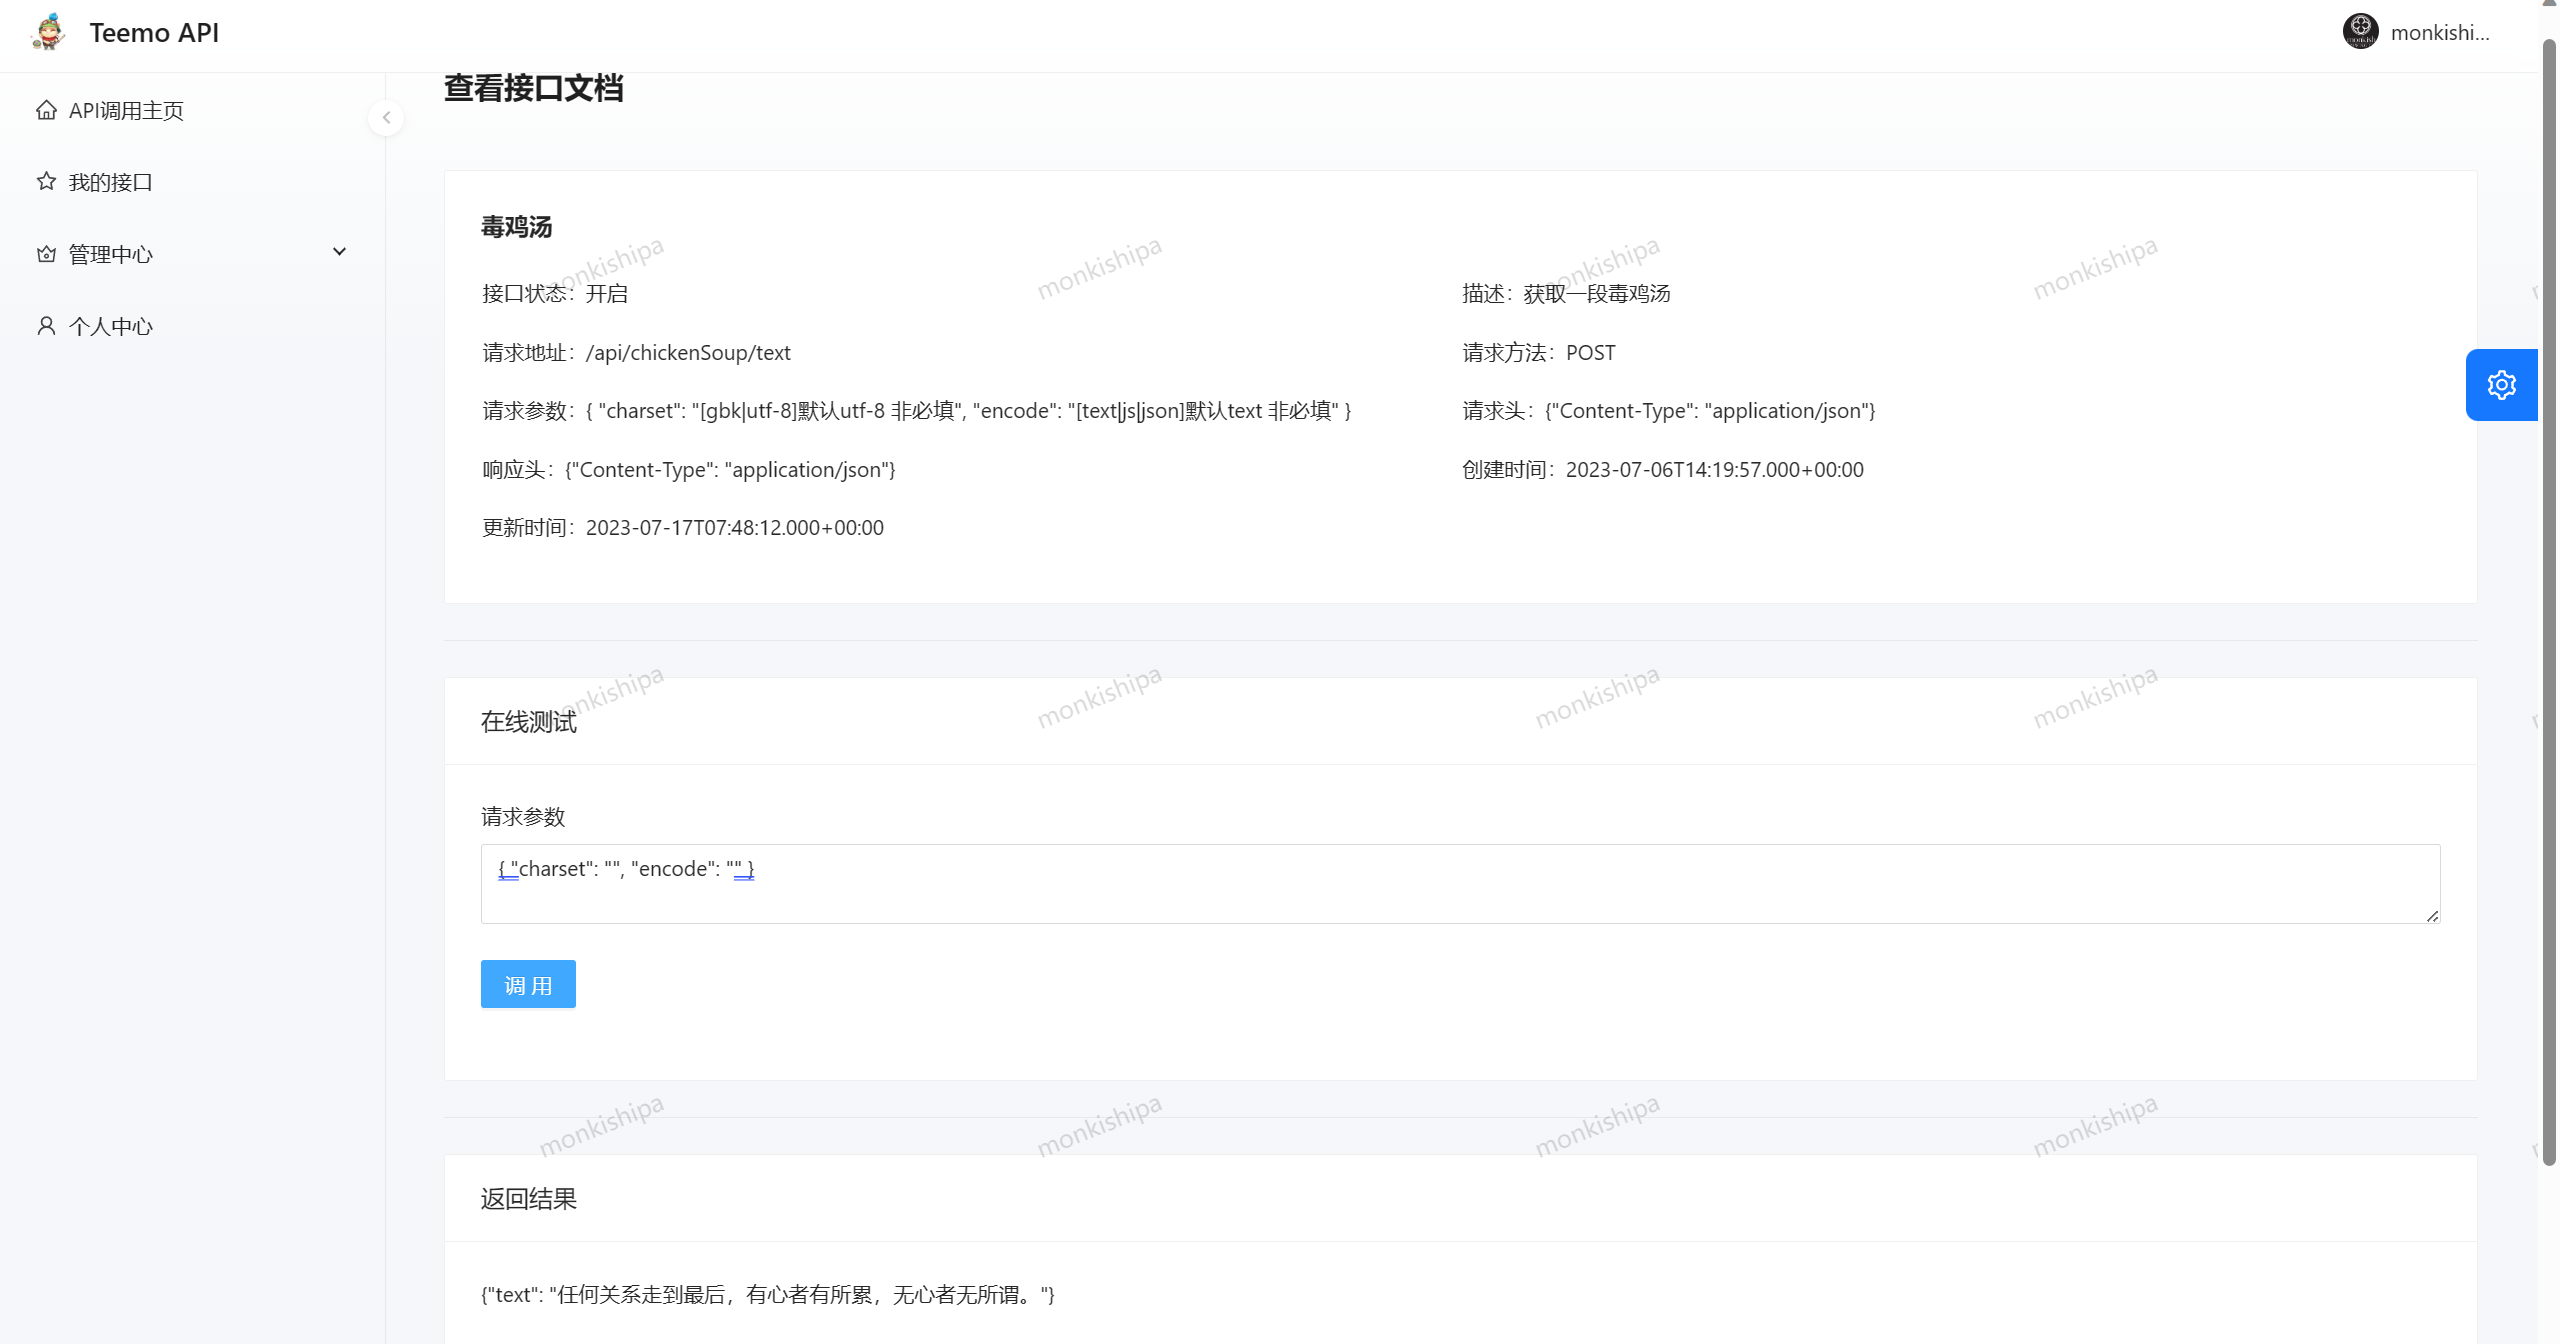 Teemo API
monkishi...
API调用主页
我的接口
管理中心
个人中心
查看接口文档
毒鸡汤
接口状态：开启
描述：获取一段毒鸡汤
请求地址：/api/chickenSoup/text
请求方法：POST
请求参数：{ "charset": "[gbk|utf-8]默认utf-8 非必填", "encode": "[text|js|json]默认text 非必填" }
请求头：{"Content-Type": "application/json"}
响应头：{"Content-Type": "application/json"}
创建时间：2023-07-06T14:19:57.000+00:00
更新时间：2023-07-17T07:48:12.000+00:00
monkishipa
monkishipa
monkishipa
monkishipa
在线测试
monkishipa
monkishipa
monkishipa
monkishipa
请求参数
{ "charset": "", "encode": "" }
调 用
monkishipa
monkishipa
monkishipa
monkishipa
返回结果
{"text": "任何关系走到最后，有心者有所累，无心者无所谓。"}